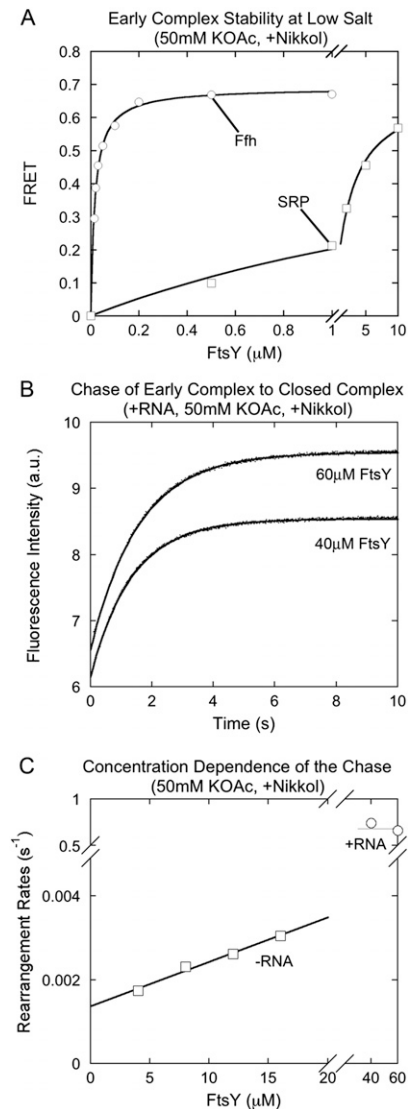 A
Early Complex Stability at Low Salt
(50mM KOAc, +Nikkol)
0.8
0.7
0.6
0.5
0.4
0.3
0.2
0.1
0
FRET
Ffh
SRP
0
0.2
0.4
0.6
0.8
1
5
10
FtsY (μM)
B
Chase of Early Complex to Closed Complex
(+RNA, 50mM KOAc, +Nikkol)
10
9
8
7
6
Fluorescence Intensity (a.u.)
60μM FtsY
40μM FtsY
0
2
4
6
8
10
Time (s)
C
Concentration Dependence of the Chase
(50mM KOAc, +Nikkol)
1
0.5
0.004
0.002
0
Rearrangement Rates (s⁻¹)
+RNA
-RNA
0
5
10
15
20
40
60
FtsY (μM)